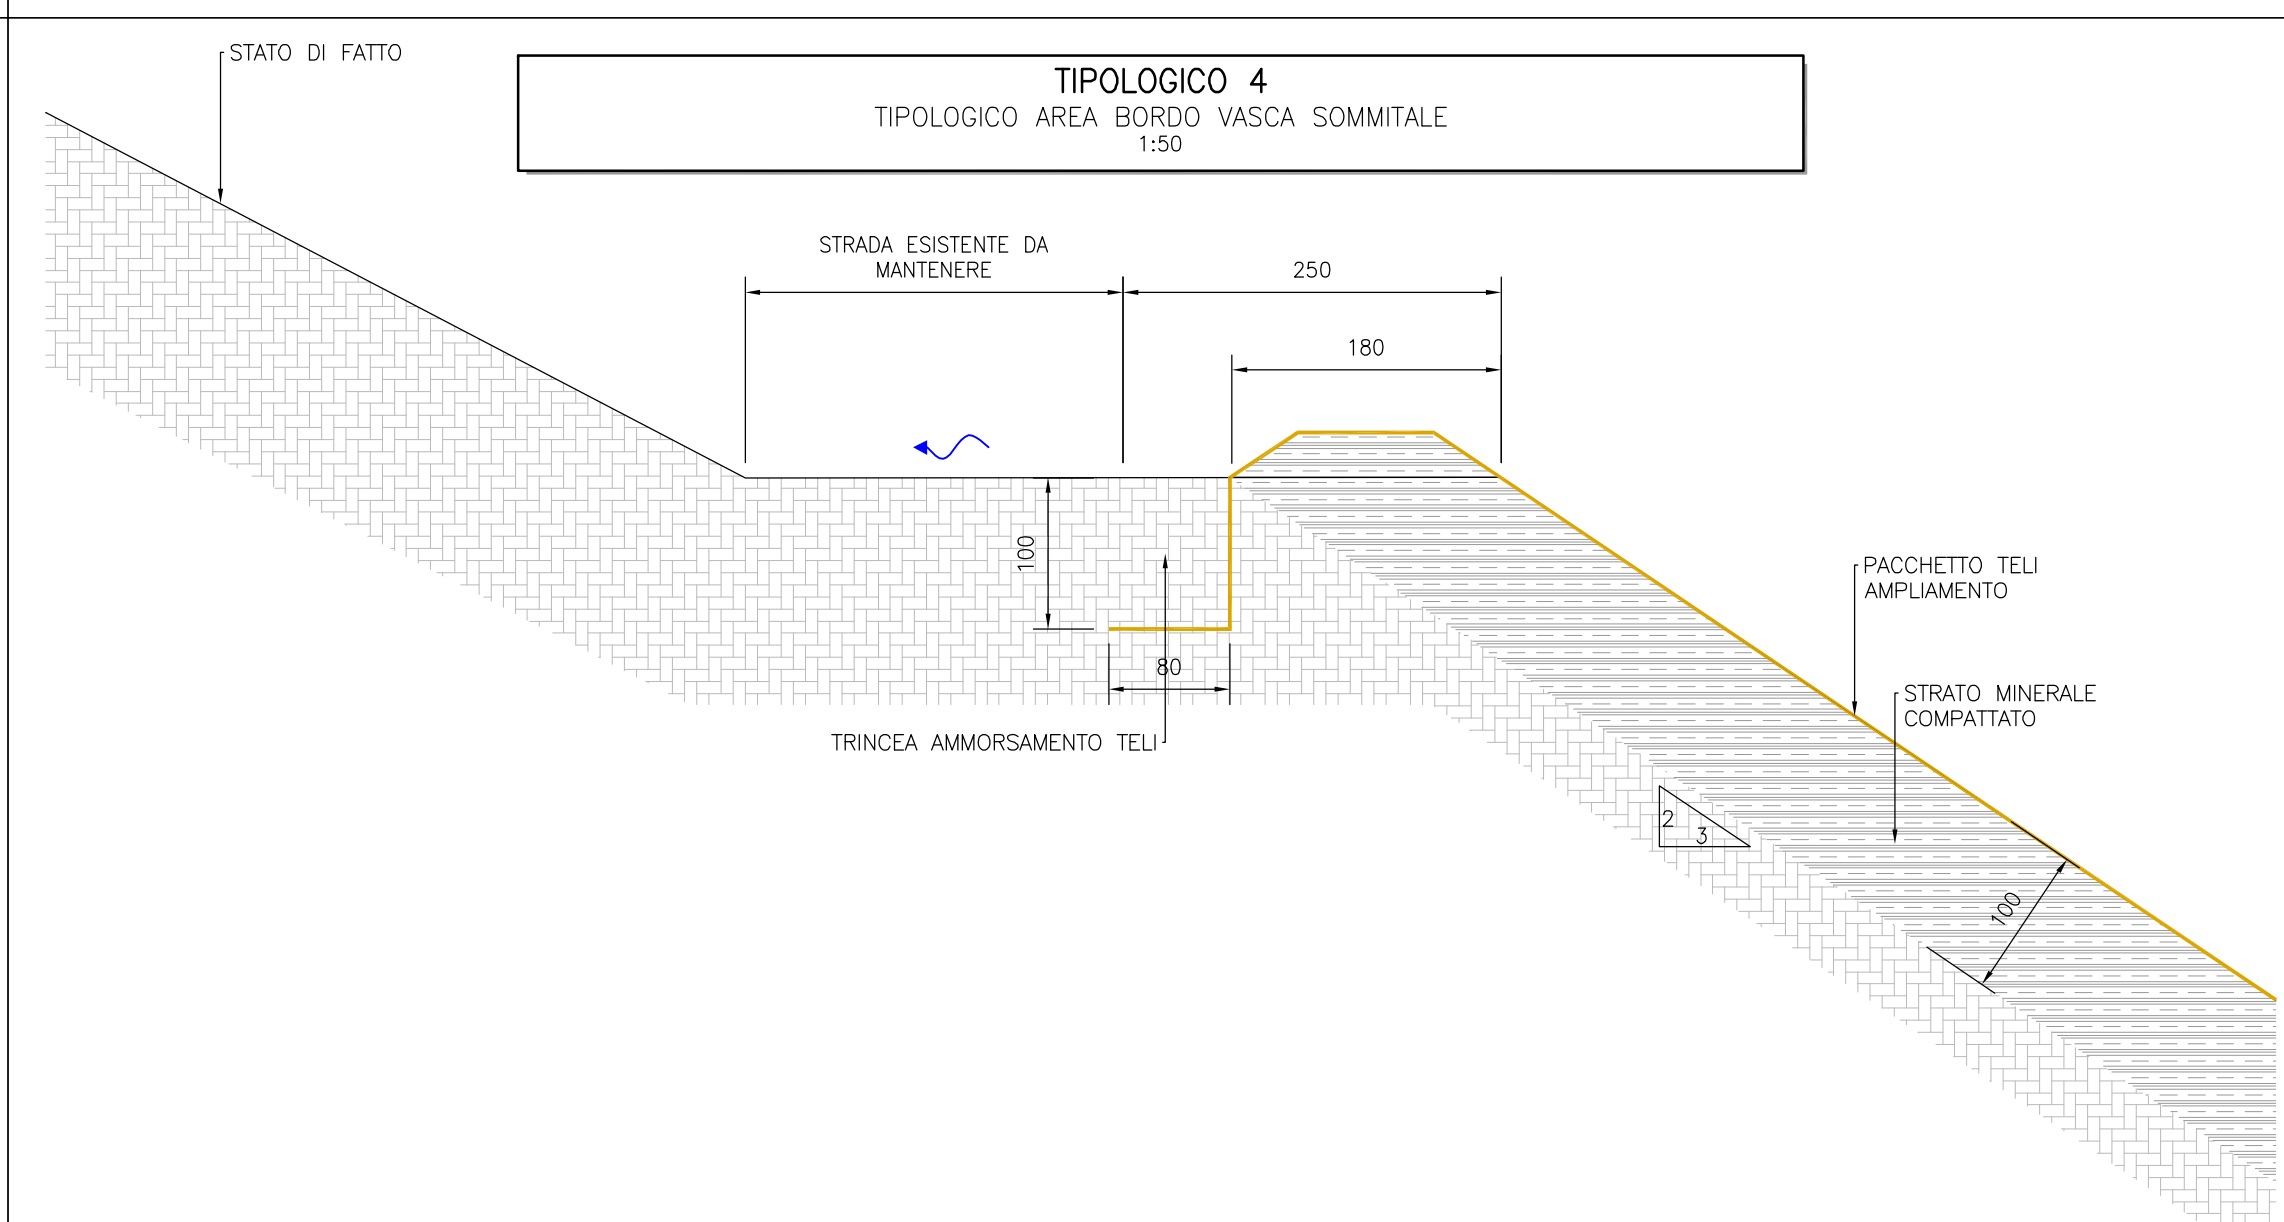 STATO DI FATTO
TIPOLOGICO 4
TIPOLOGICO AREA BORDO VASCA SOMMITALE
1:50
STRADA ESISTENTE DA
MANTENERE
250
180
100
80
TRINCEA AMMORSAMENTO TELI
PACCHETTO TELI
AMPLIAMENTO
STRATO MINERALE
COMPATTATO
2
3
100